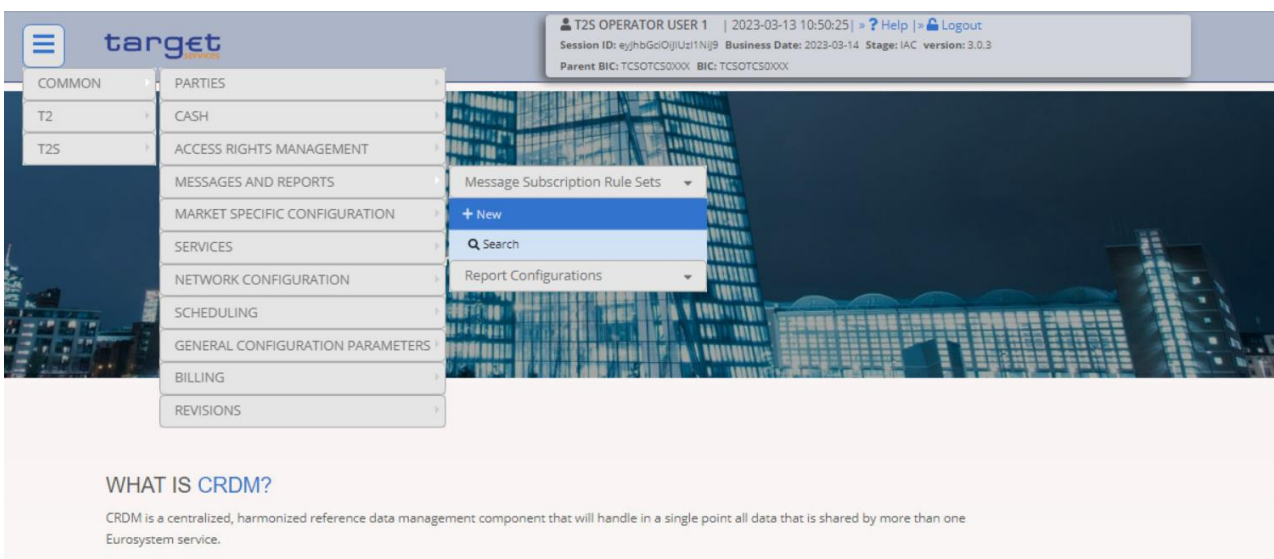 T2S OPERATOR USER 1 | 2023-03-13 10:50:25| » ? Help |» Logout
Session ID: eyJhbGciOiJIUzI1NiJ9 Business Date: 2023-03-14 Stage: IAC version: 3.0.3
Parent BIC: TCSOTCS0XXX BIC: TCSOTCS0XXX
target
services
COMMON
T2
T2S
PARTIES
CASH
ACCESS RIGHTS MANAGEMENT
MESSAGES AND REPORTS
MARKET SPECIFIC CONFIGURATION
SERVICES
NETWORK CONFIGURATION
SCHEDULING
GENERAL CONFIGURATION PARAMETERS
BILLING
REVISIONS
Message Subscription Rule Sets
+ New
Search
Report Configurations
WHAT IS CRDM?
CRDM is a centralized, harmonized reference data management component that will handle in a single point all data that is shared by more than one
Eurosystem service.